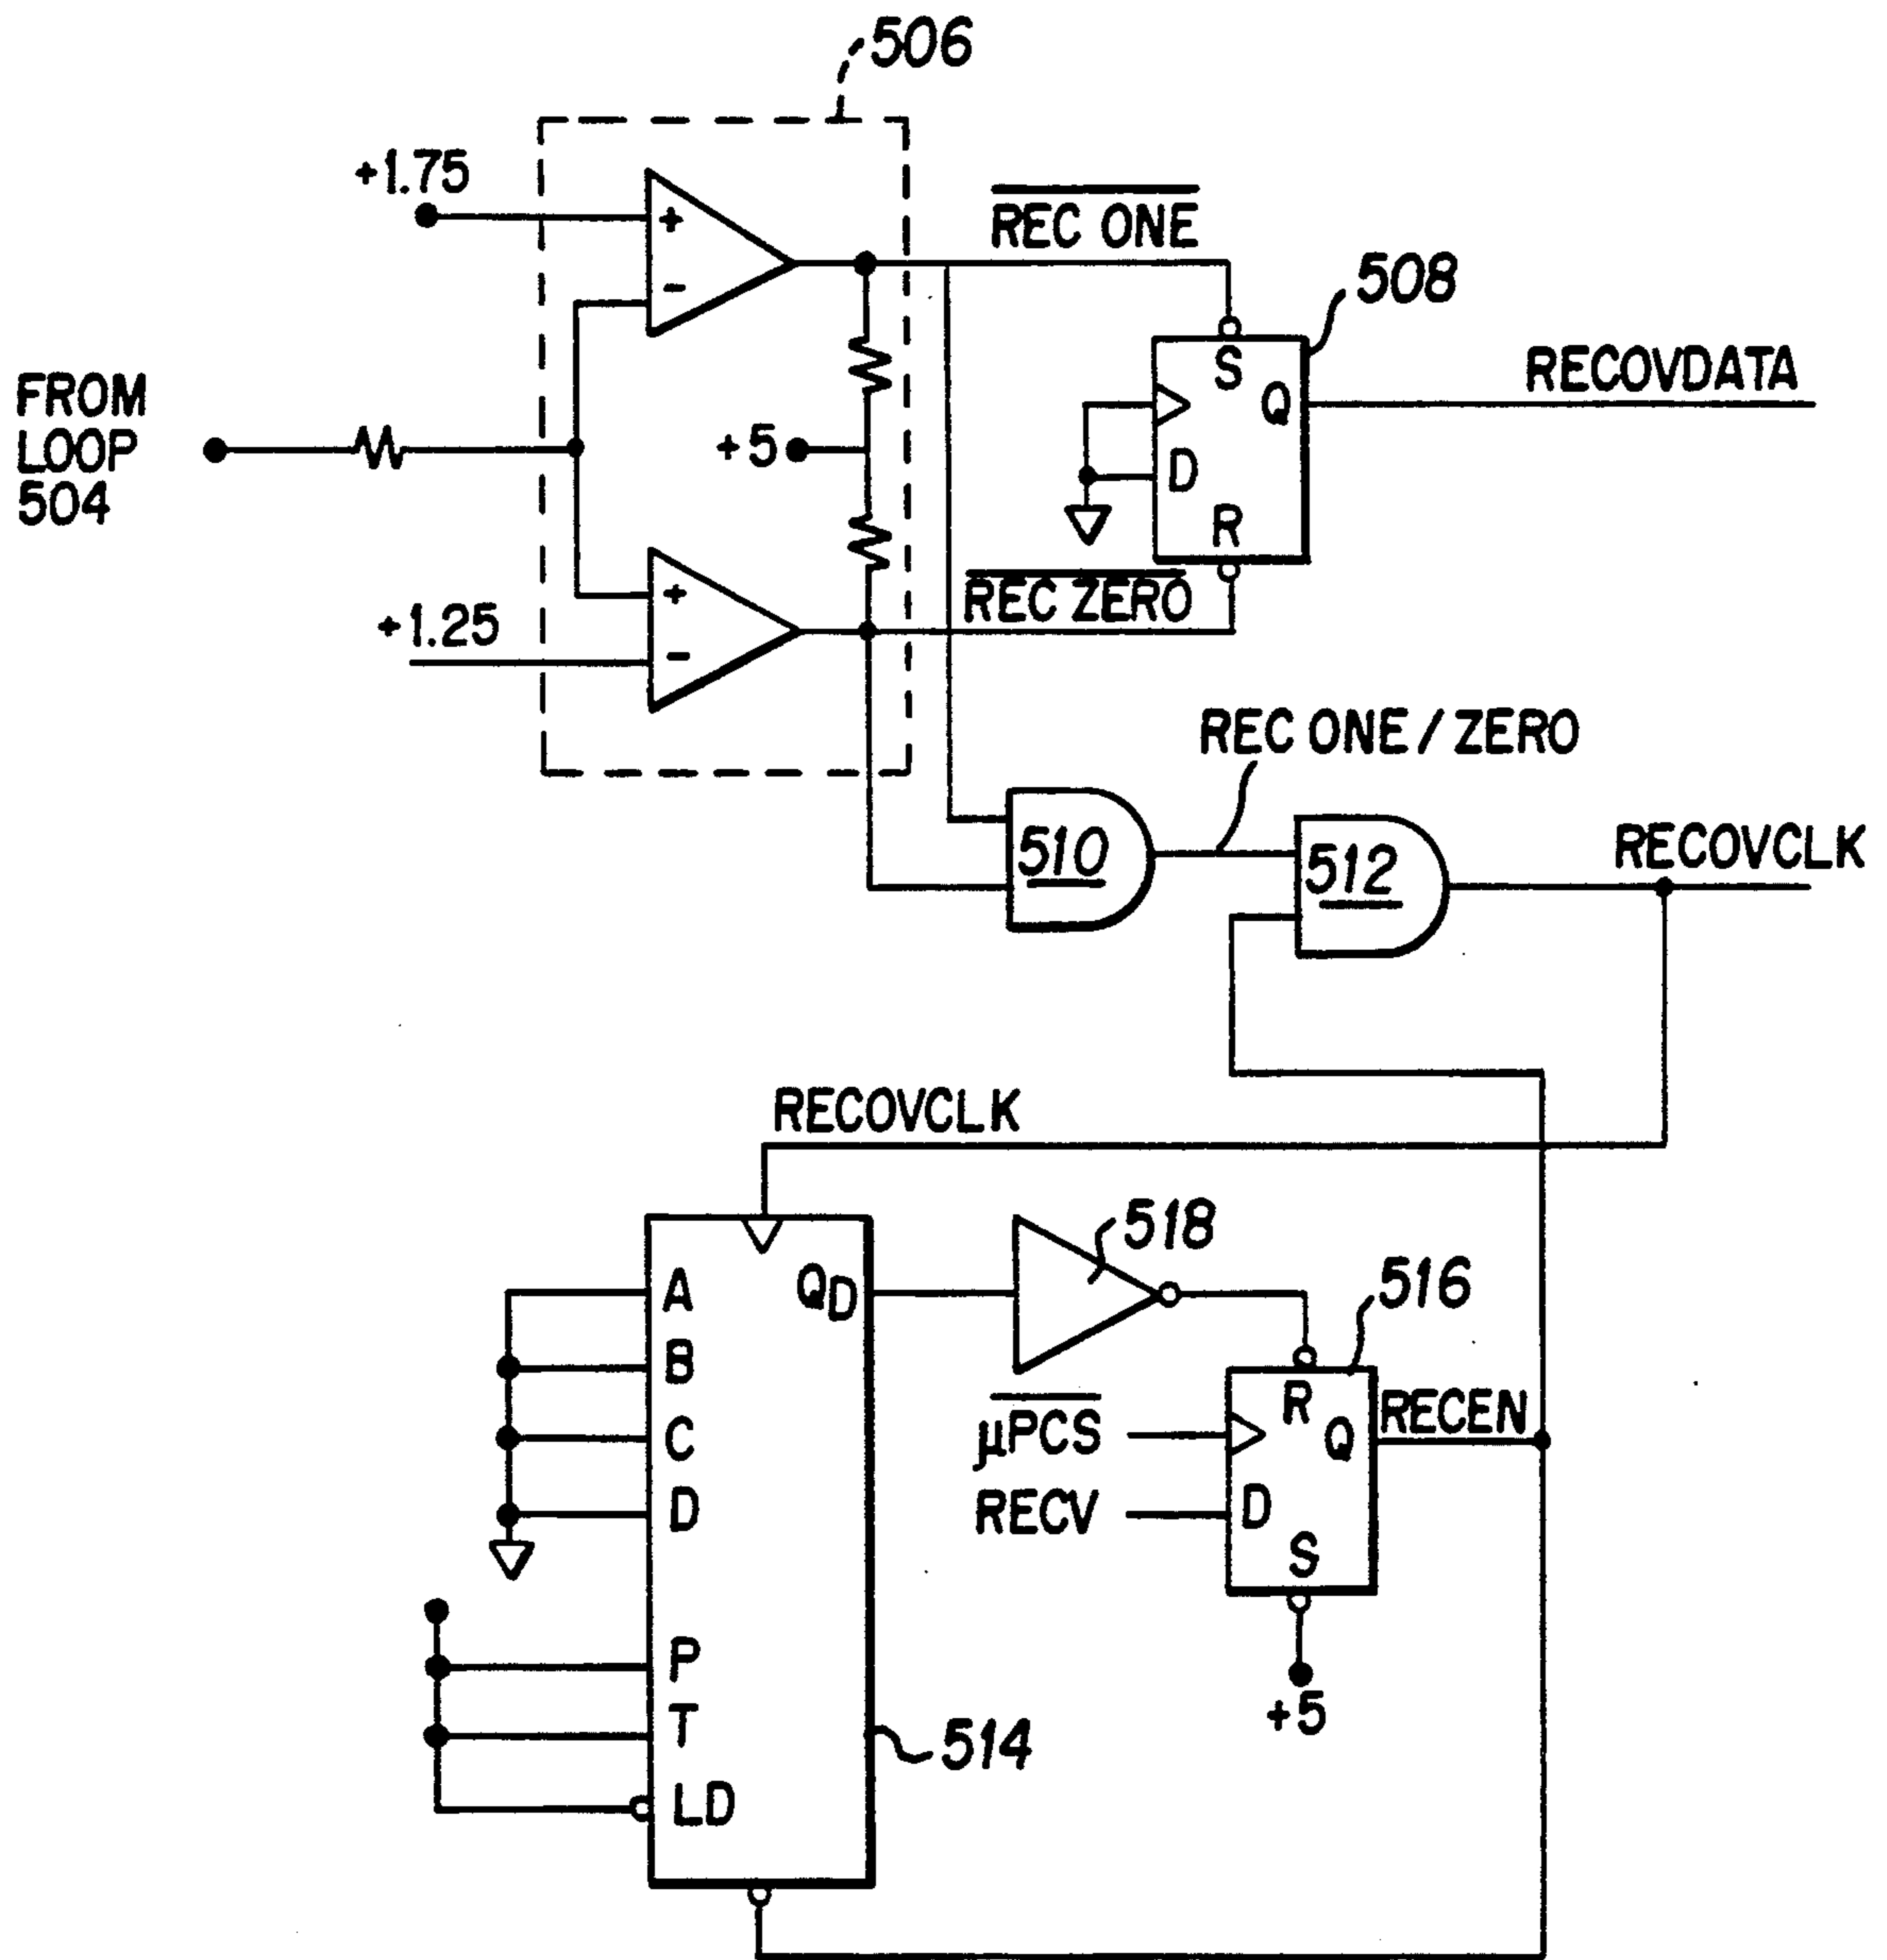 506
+1.75
+
-
REC ONE
508
S
Q
RECOVDATA
FROM
LOOP
504
+5
D
R
REC ZERO
+1.25
+
-
REC ONE / ZERO
510
512
RECOVCLK
RECOVCLK
518
A
QD
516
B
R
RECEN
μPCS
Q
C
D
RECV
D
S
P
+5
T
514
LD